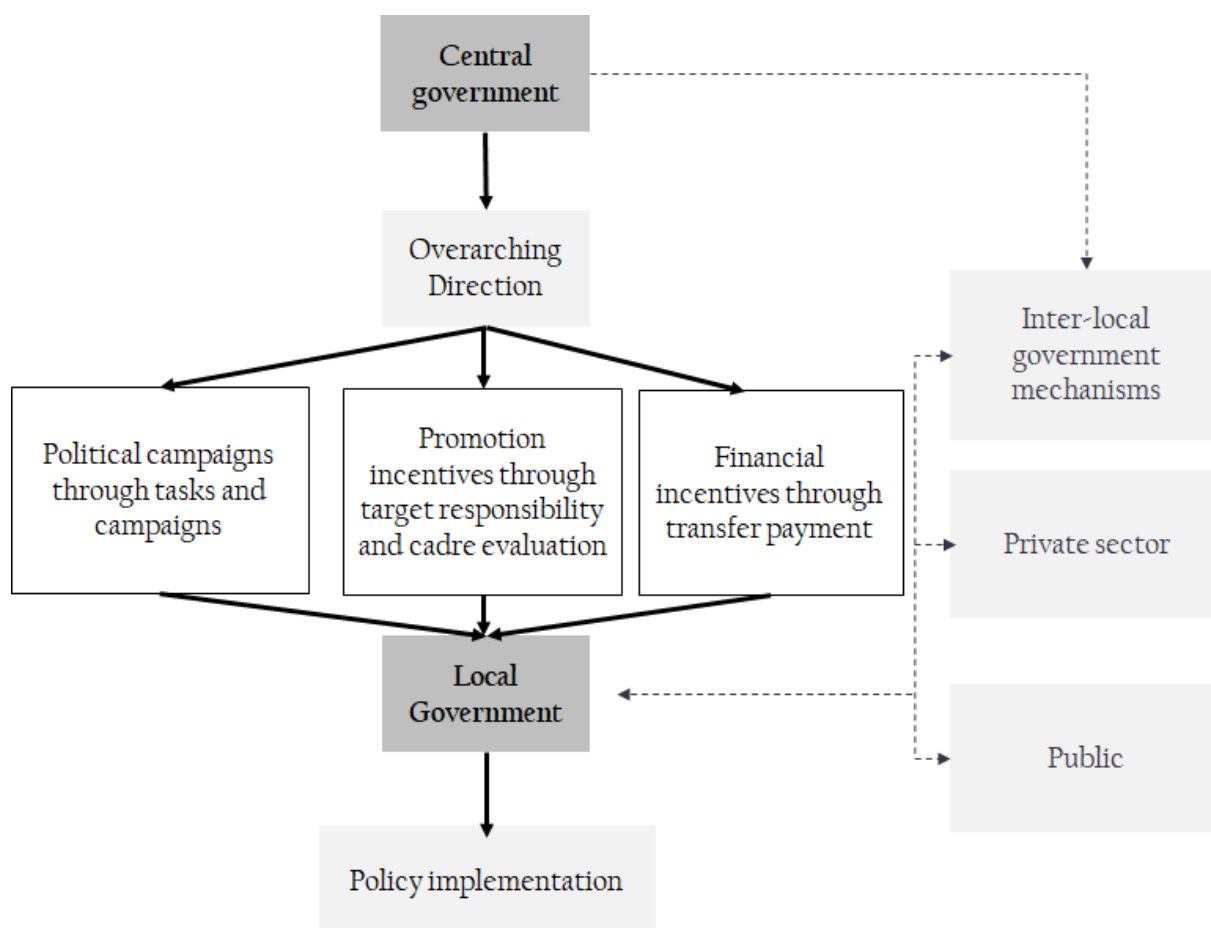 Central
government
Overarching
Direction
Inter-local
government
mechanisms
Political campaigns
through tasks and
campaigns
Promotion
incentives through
target responsibility
and cadre evaluation
Financial
incentives through
transfer payment
Private sector
Local
Government
Public
Policy implementation